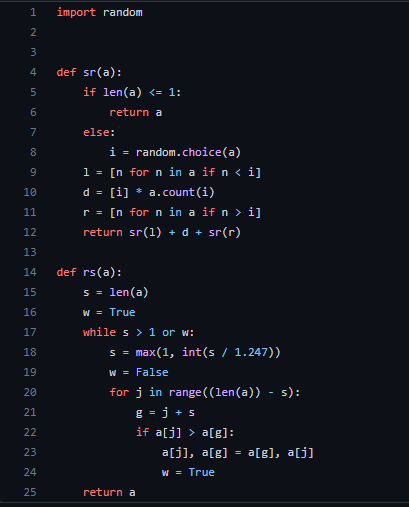 1 import random
2
3
4 def sr(a):
5     if len(a) <= 1:
6         return a
7     else:
8         i = random.choice(a)
9     l = [n for n in a if n < i]
10     d = [i] * a.count(i)
11     r = [n for n in a if n > i]
12     return sr(l) + d + sr(r)
13
14 def rs(a):
15     s = len(a)
16     w = True
17     while s > 1 or w:
18         s = max(1, int(s / 1.247))
19         w = False
20         for j in range((len(a)) - s):
21             g = j + s
22             if a[j] > a[g]:
23                 a[j], a[g] = a[g], a[j]
24                 w = True
25     return a